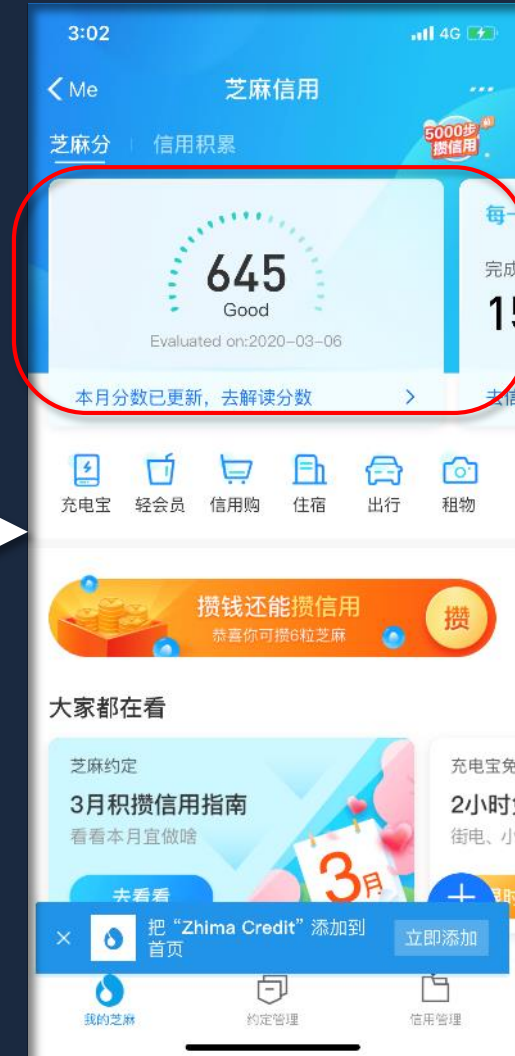 3:02
4G
Me
芝麻信用
芝麻分
信用积累
5000步
攒信用
645
Good
Evaluated on:2020-03-06
本月分数已更新，去解读分数
每一
完成
15
去信
充电宝
轻会员
信用购
住宿
出行
租物
攒钱还能攒信用
恭喜你可攒6粒芝麻
攒
大家都在看
芝麻约定
3月积攒信用指南
看看本月宜做啥
去看看
3月
充电宝免
2小时
街电、小
把“Zhima Credit”添加到
首页
立即添加
我的芝麻
约定管理
信用管理